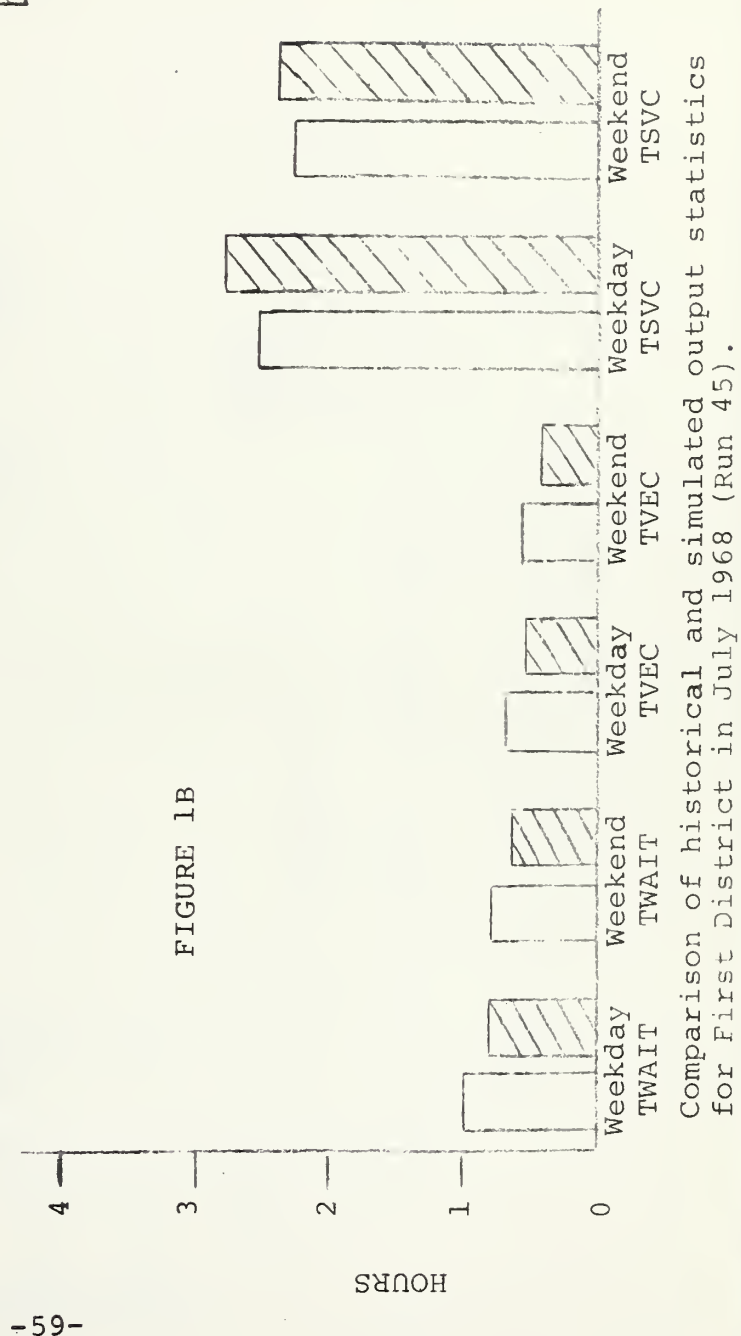 FIGURE 1B
HOURS
4
3
2
1
0
Weekday
TWAIT
Weekend
TWAIT
Weekday
TVEC
Weekend
TVEC
Weekday
TSVC
Weekend
TSVC
Comparison of historical and simulated output statistics
for First District in July 1968 (Run 45).
-59-